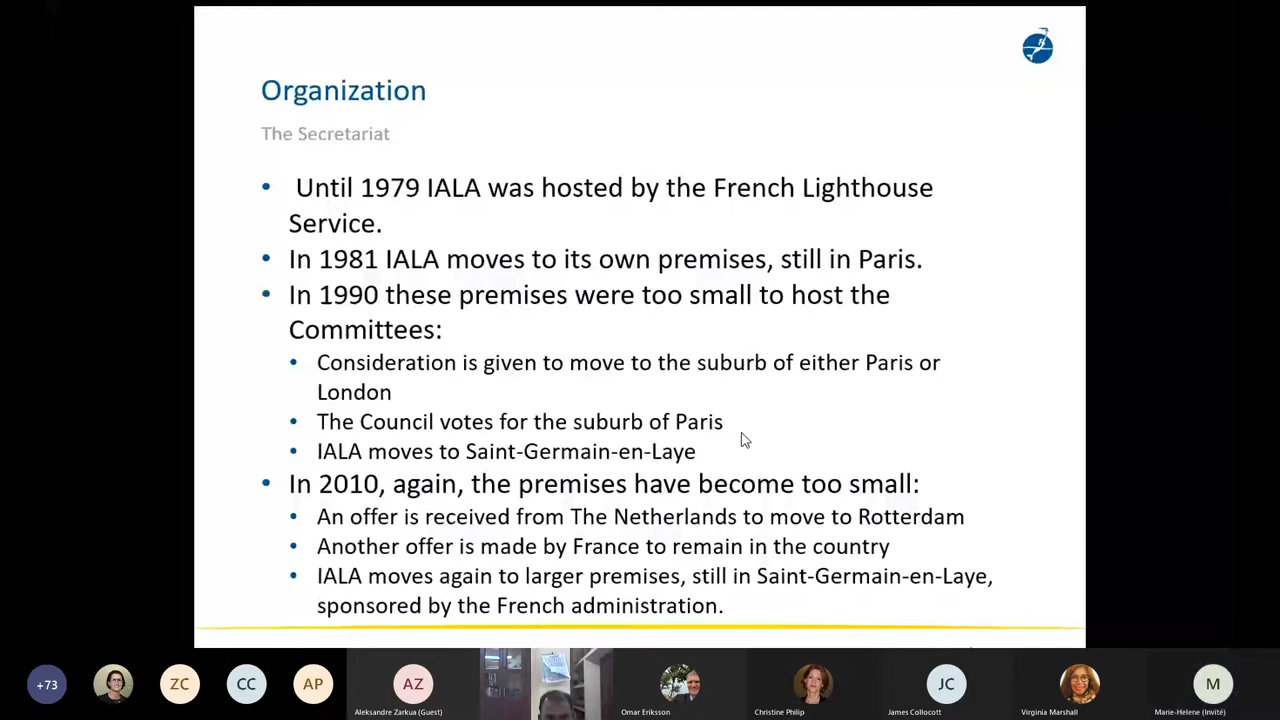 Organization
The Secretariat
• Until 1979 IALA was hosted by the French Lighthouse
Service.
• In 1981 IALA moves to its own premises, still in Paris.
• In 1990 these premises were too small to host the
Committees:
• Consideration is given to move to the suburb of either Paris or
London
• The Council votes for the suburb of Paris
• IALA moves to Saint-Germain-en-Laye
• In 2010, again, the premises have become too small:
• An offer is received from The Netherlands to move to Rotterdam
• Another offer is made by France to remain in the country
• IALA moves again to larger premises, still in Saint-Germain-en-Laye,
sponsored by the French administration.
+73
ZC
CC
AP
AZ
JC
M
Aleksandre Zarkua (Guest)
Omar Eriksson
Christine Philip
James Collocott
Virginia Marshall
Marie-Helene (Invité)